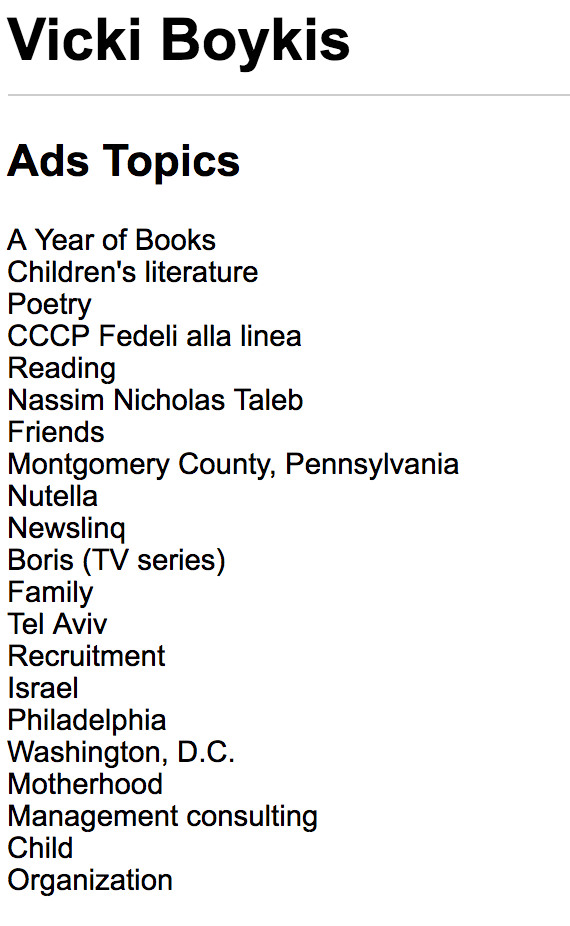 Vicki Boykis
Ads Topics
A Year of Books
Children's literature
Poetry
CCCP Fedeli alla linea
Reading
Nassim Nicholas Taleb
Friends
Montgomery County, Pennsylvania
Nutella
Newslinq
Boris (TV series)
Family
Tel Aviv
Recruitment
Israel
Philadelphia
Washington, D.C.
Motherhood
Management consulting
Child
Organization